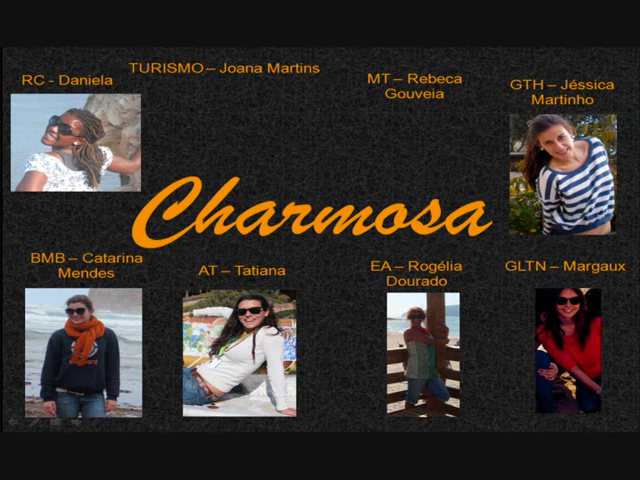 RC - Daniela
TURISMO – Joana Martins
MT – Rebeca
Gouveia
GTH – Jéssica
Martinho
Charmosa
BMB – Catarina
Mendes
AT – Tatiana
EA – Rogélia
Dourado
GLTN – Margaux